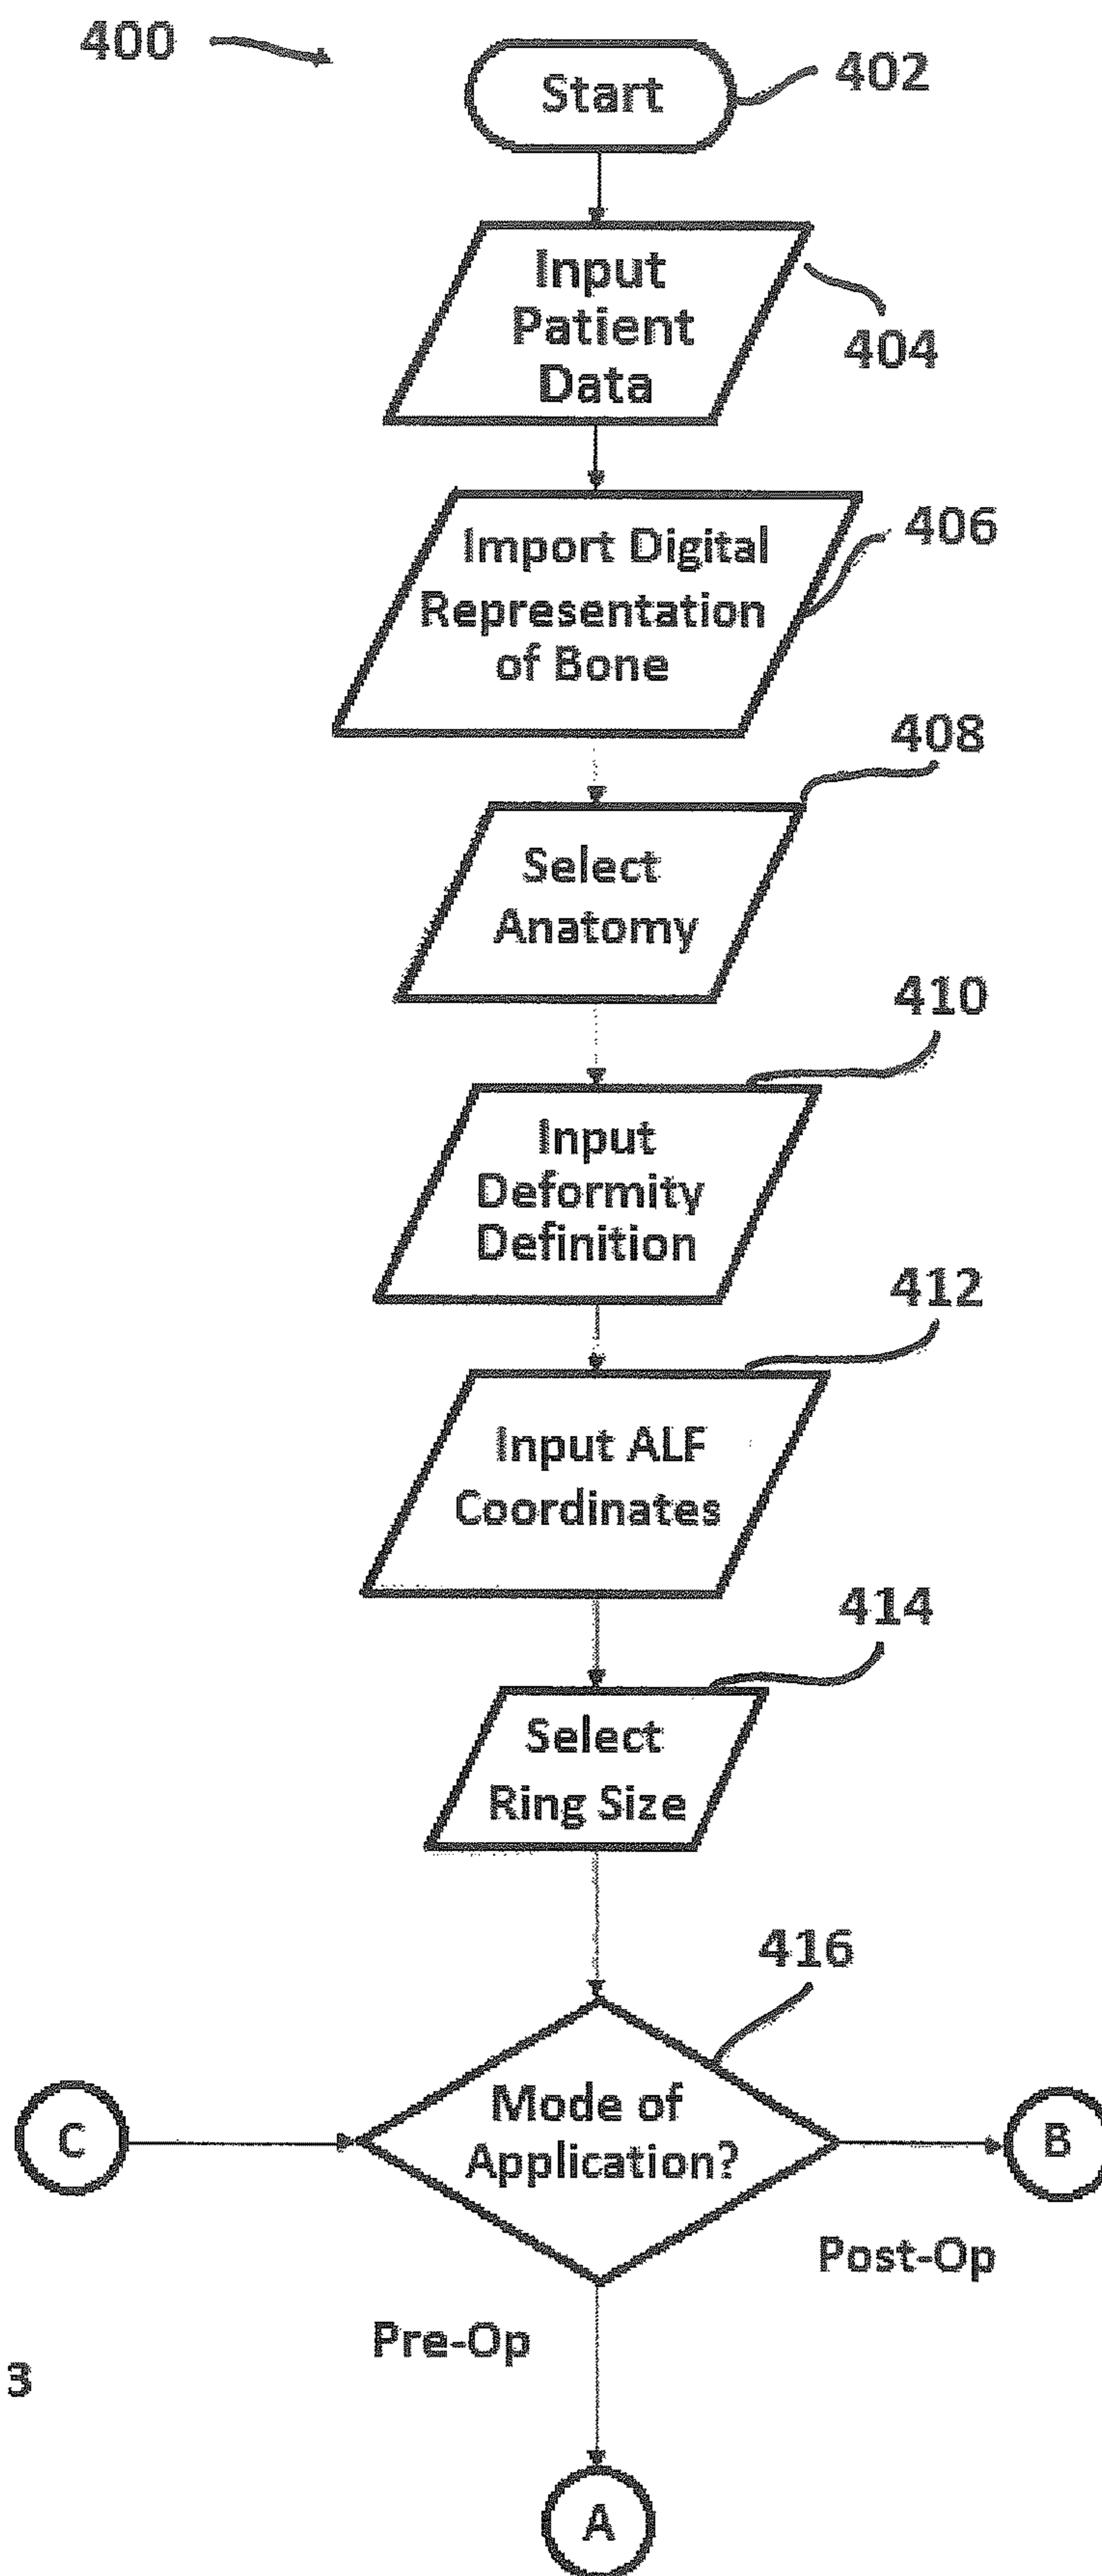 400
Start
402
Input
Patient
Data
404
Import Digital
Representation
of Bone
406
408
Select
Anatomy
410
Input
Deformity
Definition
412
Input ALF
Coordinates
414
Select
Ring Size
416
Mode of
Application?
C
B
Post-Op
Pre-Op
3
A